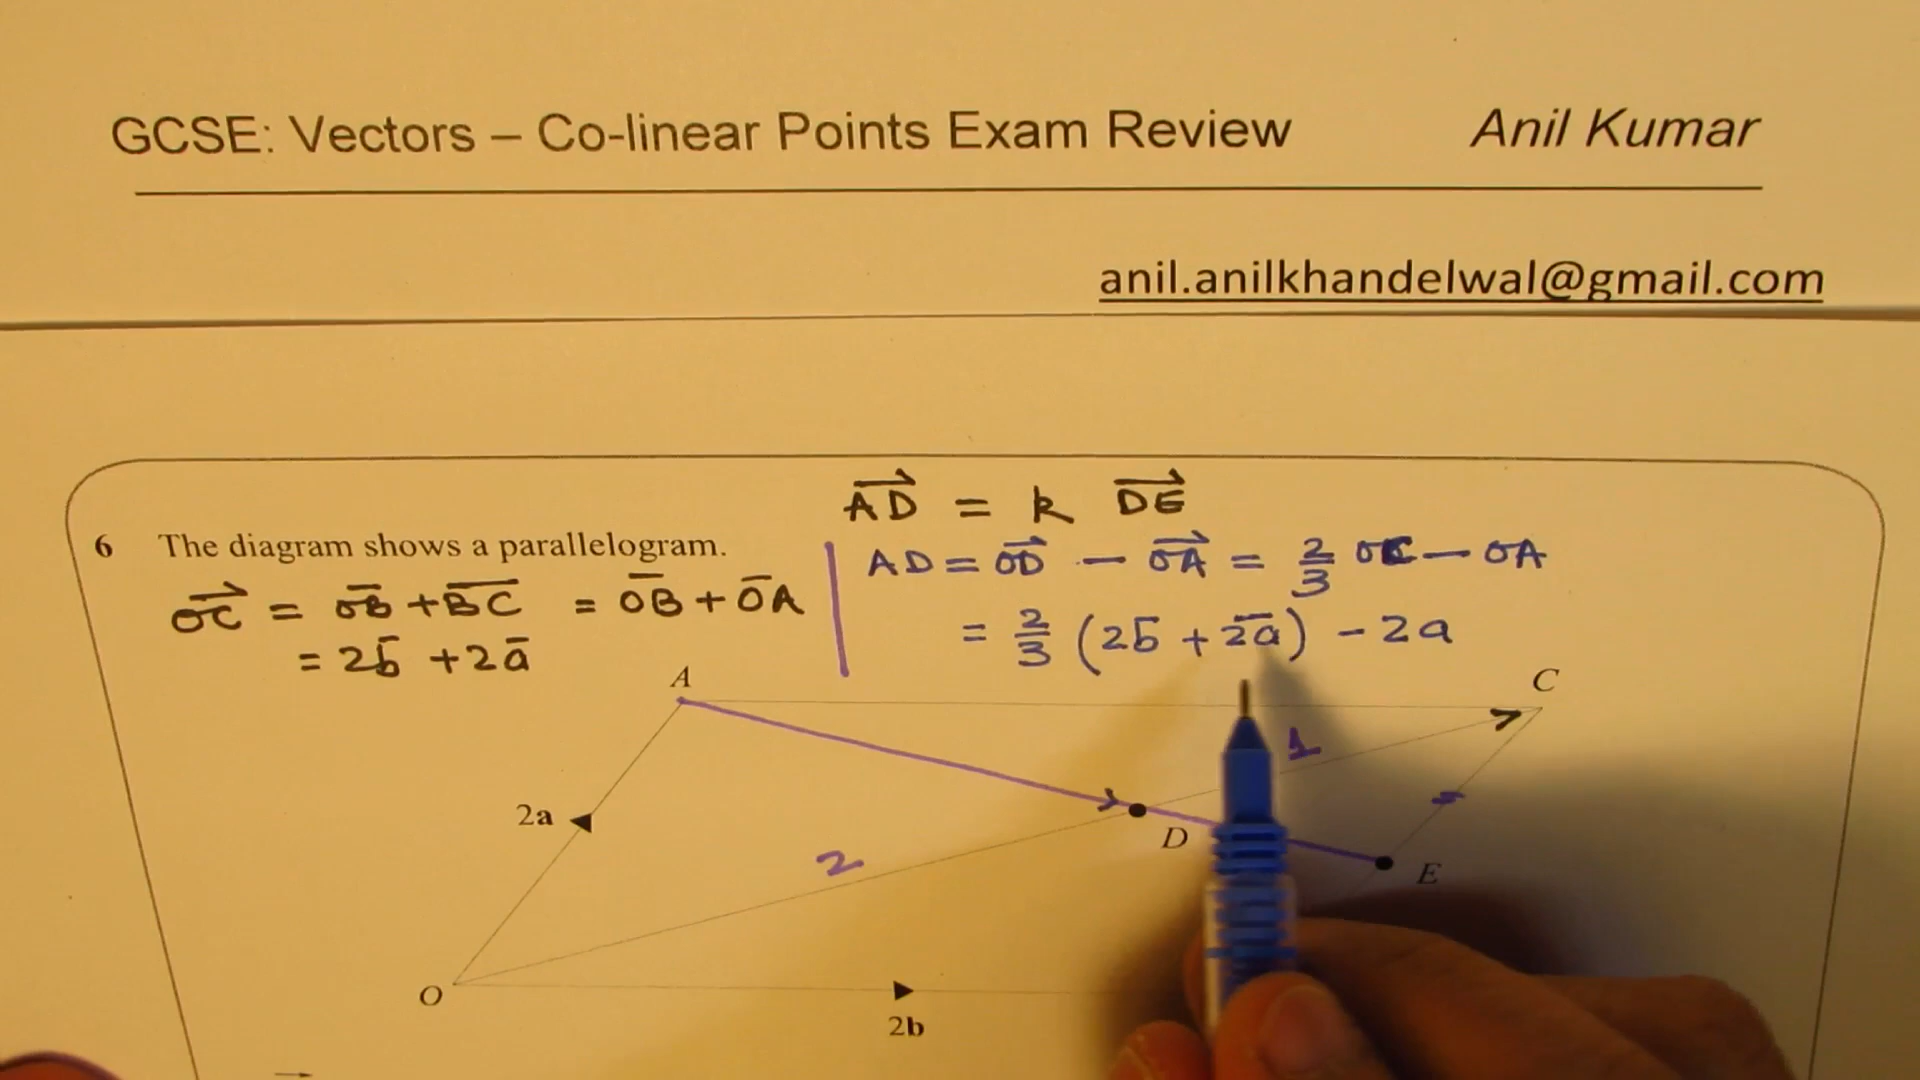 GCSE: Vectors – Co-linear Points Exam Review Anil Kumar
anil.anilkhandelwal@gmail.com
6 The diagram shows a parallelogram.
OC = OB + BC = OB + OA
= 2b + 2a
AD = k DE
AD = OD - OA = 2/3 OC - OA
= 2/3 (2b + 2a) - 2a
A
C
1
2a
D
2
E
O
2b